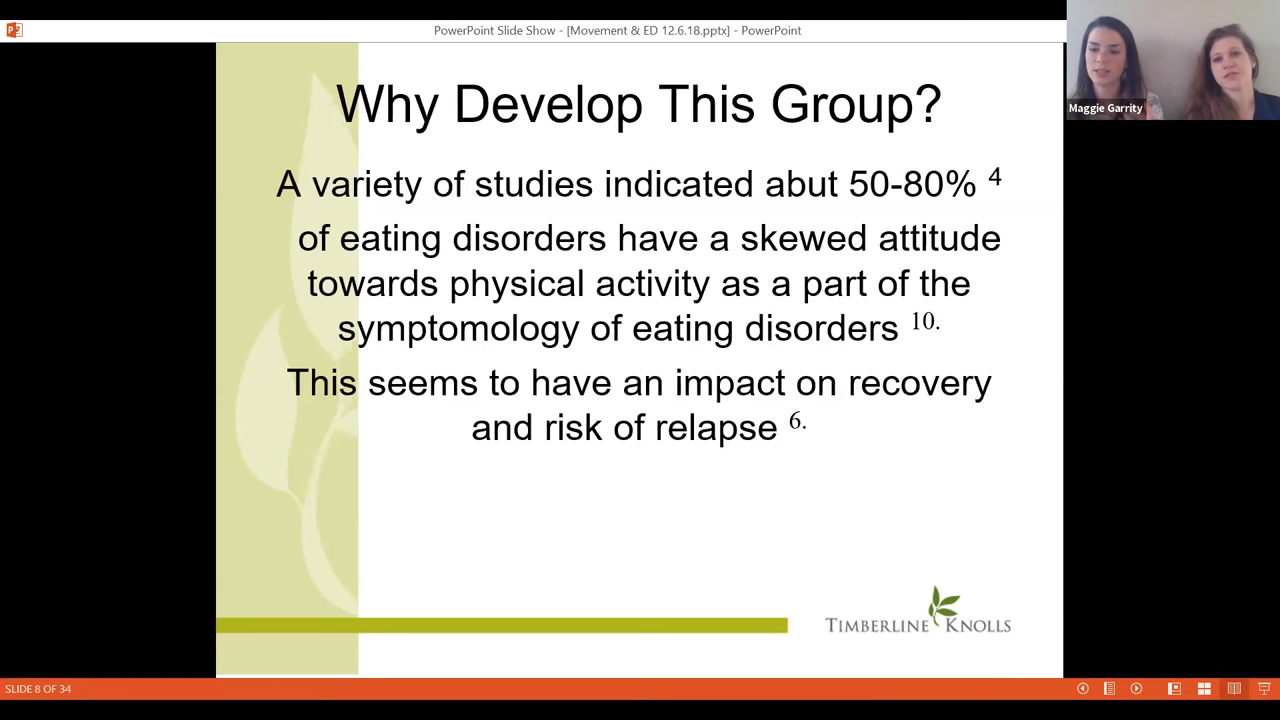 PowerPoint Slide Show - [Movement & ED 12.6.18.pptx] - PowerPoint
Maggie Garrity
Why Develop This Group?
A variety of studies indicated abut 50-80% 4
of eating disorders have a skewed attitude
towards physical activity as a part of the
symptomology of eating disorders 10.
This seems to have an impact on recovery
and risk of relapse 6.
TIMBERLINE KNOLLS
SLIDE 8 OF 34